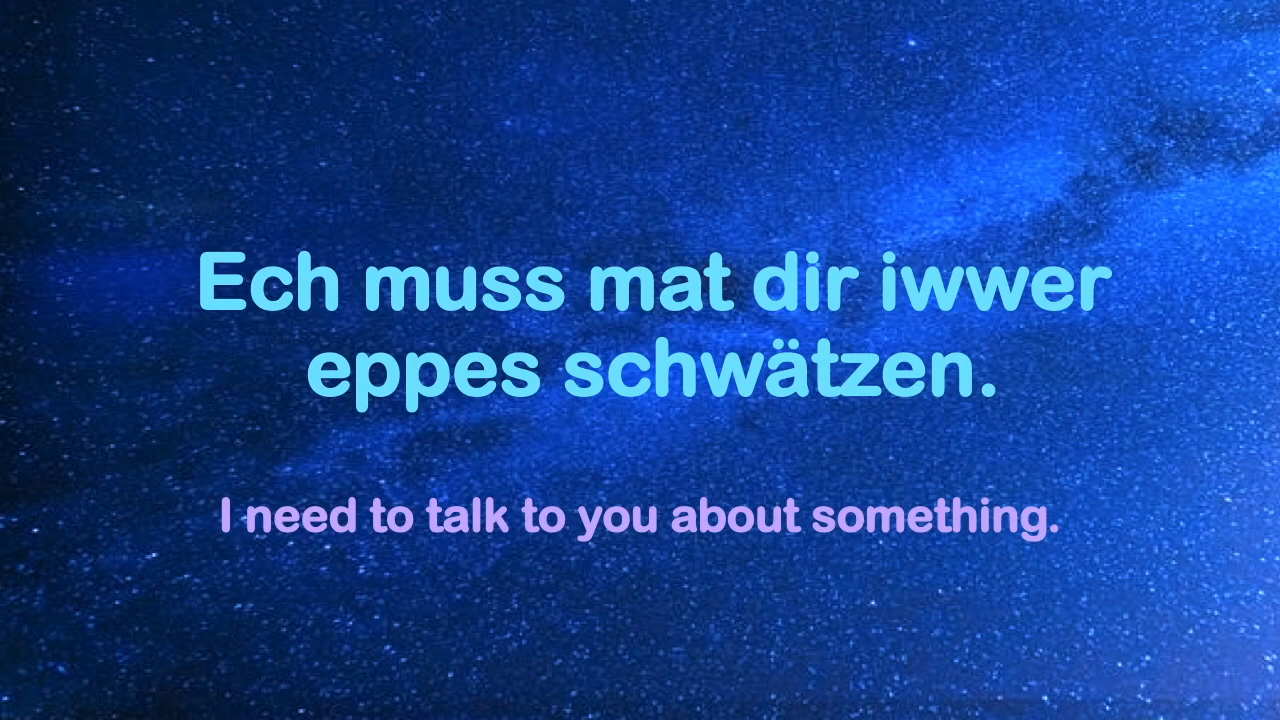 Ech muss mat dir iwwer
eppes schwätzen.
I need to talk to you about something.